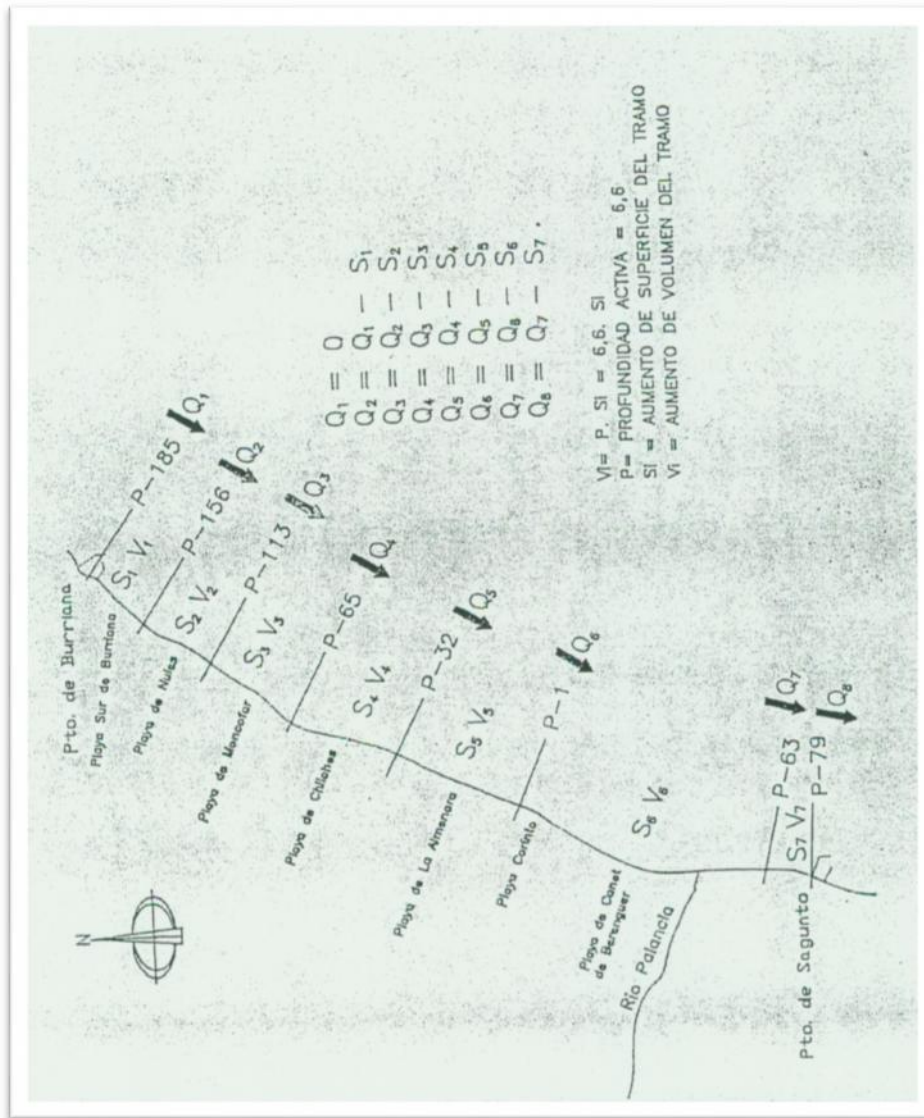 N
Pto. de Burriana
Playa Sur de Burriana
Playa de Nules
Playa de Moncofar
Playa de Chilches
Playa de La Almenara
Playa Corinto
Playa de Canet
de Berenguer
Río Palancia
Pto. de Sagunto
P-185
Q₁
S₁ V₁
P-156
Q₂
S₂ V₂
P-113
Q₃
S₃ V₃
P-65
Q₄
S₄ V₄
P-32
Q₅
S₅ V₅
P-1
Q₆
S₆ V₆
P-63
Q₇
S₇ V₇
P-79
Q₈
Q₁ = 0
Q₂ = Q₁ — S₁
Q₃ = Q₂ — S₂
Q₄ = Q₃ — S₃
Q₅ = Q₄ — S₄
Q₆ = Q₅ — S₅
Q₇ = Q₆ — S₆
Q₈ = Q₇ — S₇ .
Vi= P. Si = 6,6. Si
P= PROFUNDIDAD ACTIVA = 6,6
Si = AUMENTO DE SUPERFICIE DEL TRAMO
Vi = AUMENTO DE VOLUMEN DEL TRAMO